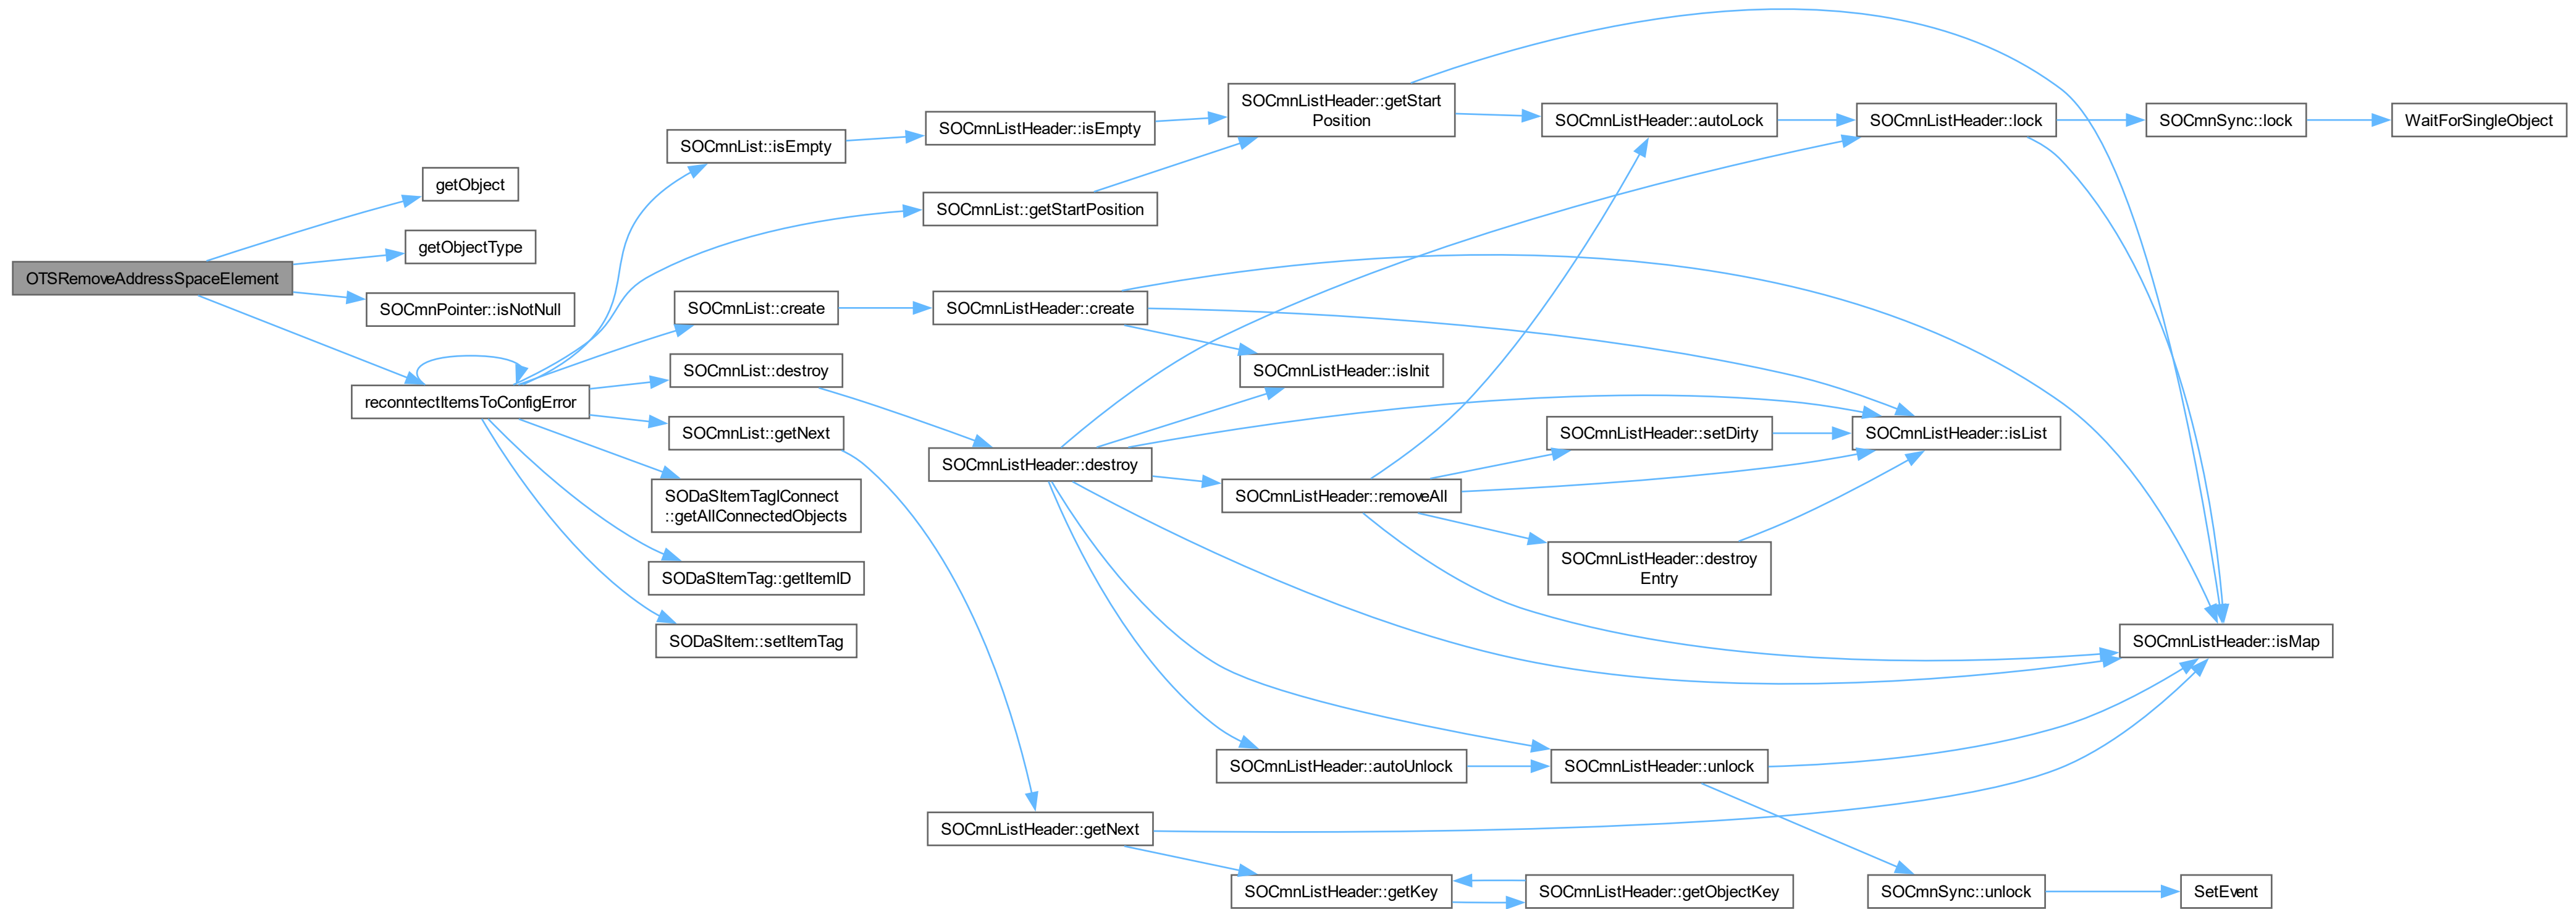 OTSRemoveAddressSpaceElement
getObject
getObjectType
SOCmnPointer::isNotNull
reconntectItemsToConfigError
SOCmnList::isEmpty
SOCmnListHeader::isEmpty
SOCmnListHeader::getStart
Position
SOCmnListHeader::autoLock
SOCmnListHeader::lock
SOCmnSync::lock
WaitForSingleObject
SOCmnList::getStartPosition
SOCmnList::create
SOCmnListHeader::create
SOCmnListHeader::isInit
SOCmnList::destroy
SOCmnList::getNext
SOCmnListHeader::destroy
SOCmnListHeader::setDirty
SOCmnListHeader::isList
SOCmnListHeader::removeAll
SODaSItemTagIConnect
::getAllConnectedObjects
SOCmnListHeader::destroy
Entry
SODaSItemTag::getItemID
SODaSItem::setItemTag
SOCmnListHeader::isMap
SOCmnListHeader::autoUnlock
SOCmnListHeader::unlock
SOCmnListHeader::getNext
SOCmnListHeader::getKey
SOCmnListHeader::getObjectKey
SOCmnSync::unlock
SetEvent